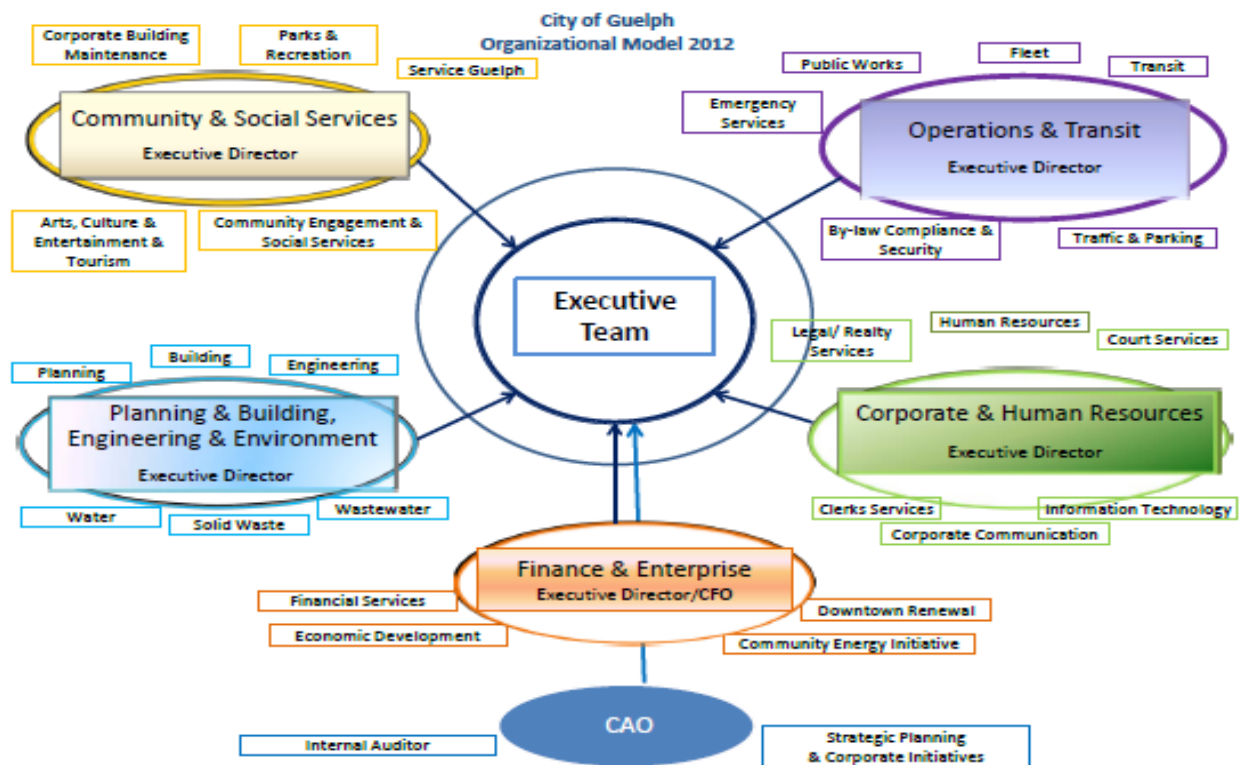 City of Guelph
Organizational Model 2012
Corporate Building
Maintenance
Parks &
Recreation
Service Guelph
Community & Social Services
Executive Director
Arts, Culture &
Entertainment &
Tourism
Community Engagement &
Social Services
Public Works
Fleet
Transit
Emergency
Services
Operations & Transit
Executive Director
By-law Compliance &
Security
Traffic & Parking
Executive
Team
Planning
Building
Engineering
Planning & Building,
Engineering & Environment
Executive Director
Water
Solid Waste
Wastewater
Legal/ Realty
Services
Human Resources
Court Services
Corporate & Human Resources
Executive Director
Clerks Services
Information Technology
Corporate Communication
Finance & Enterprise
Executive Director/CFO
Financial Services
Economic Development
Downtown Renewal
Community Energy Initiative
CAO
Internal Auditor
Strategic Planning
& Corporate Initiatives